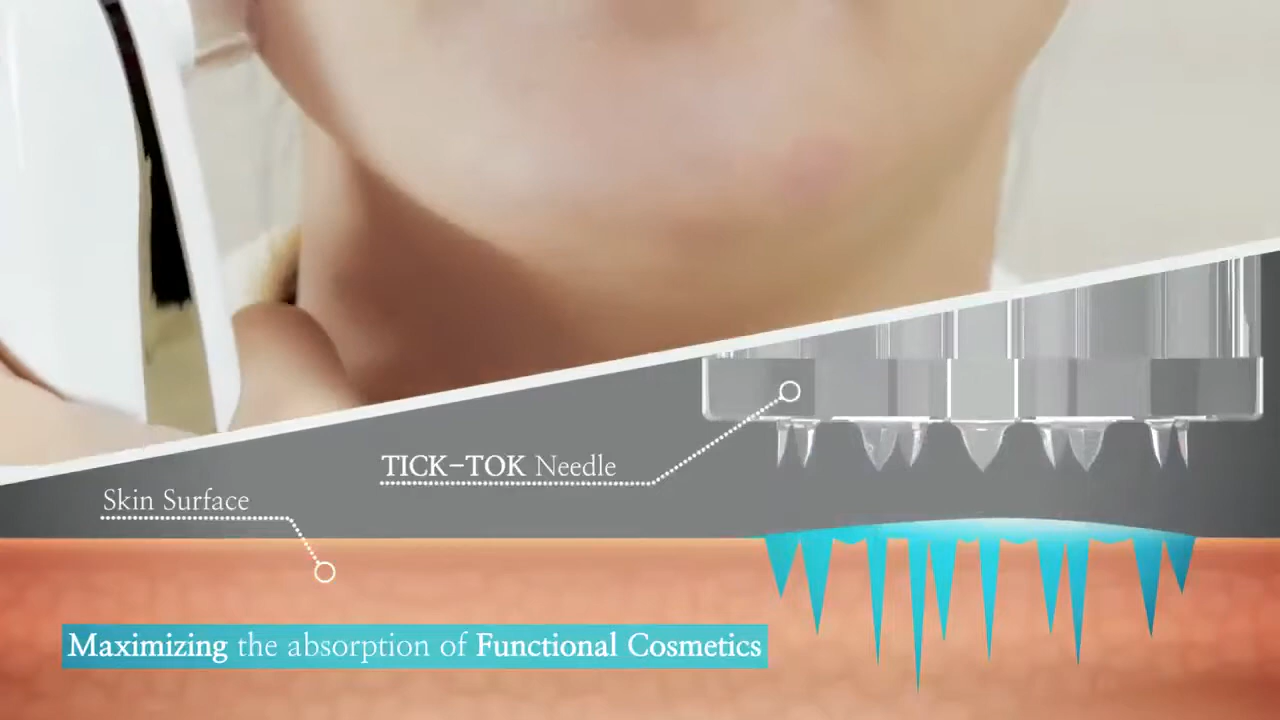 TICK-TOK Needle
Skin Surface
Maximizing the absorption of Functional Cosmetics